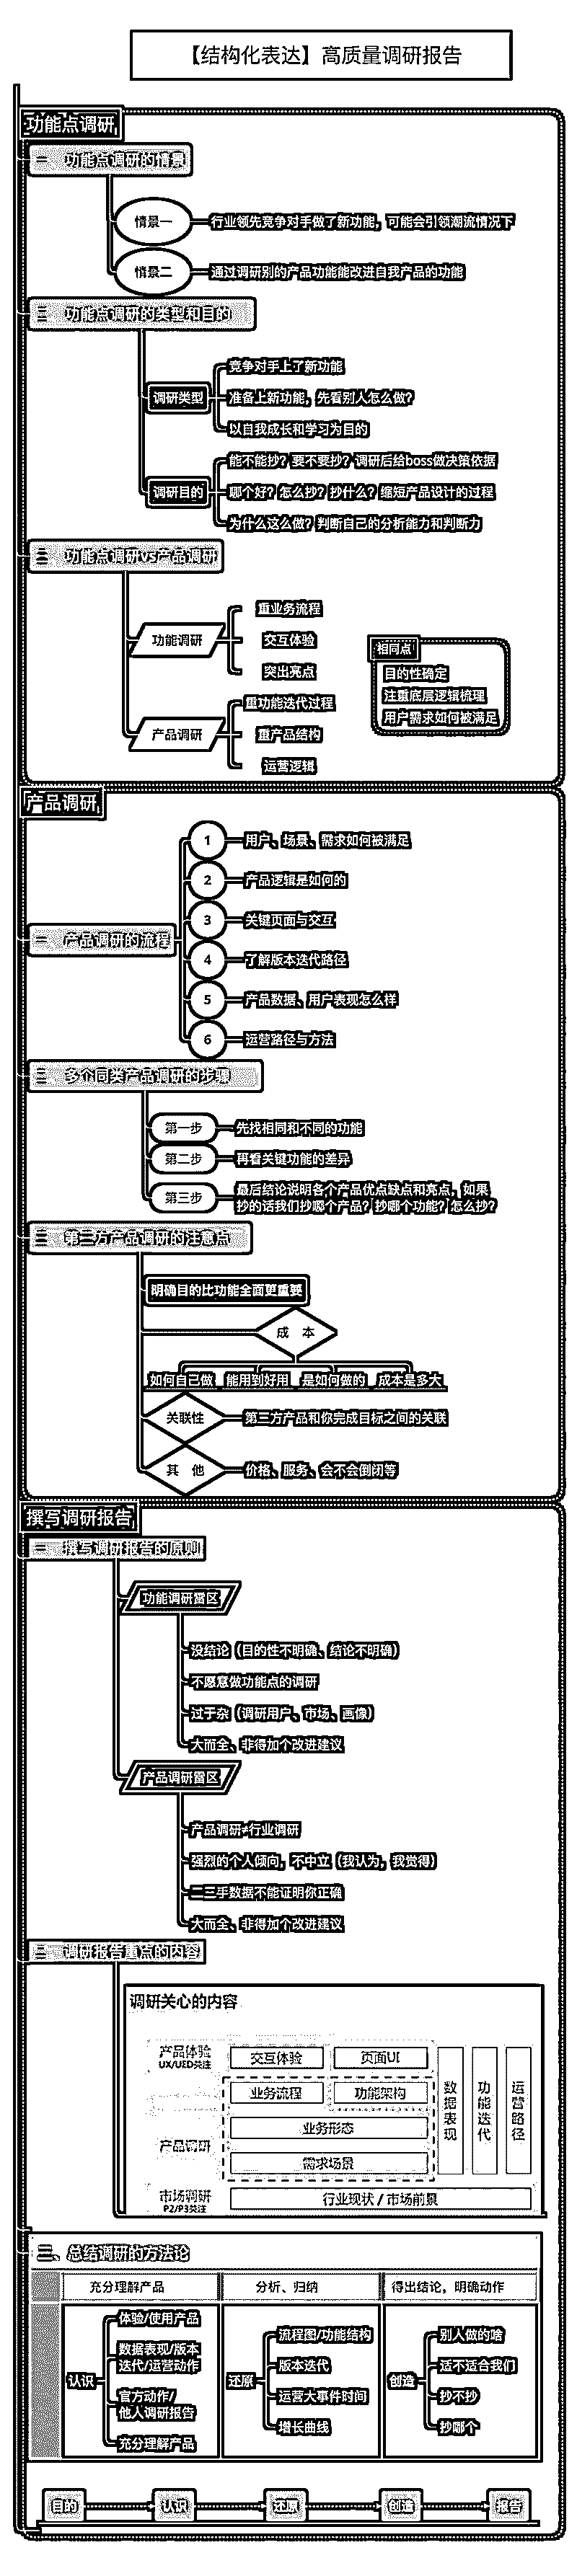 【结构化表达】高质量调研报告
功能点调研
一 功能点调研的情景
情景一
行业领先竞争对手做了新功能，可能会引领潮流情况下
情景二
通过调研别的产品功能能改进自我产品的功能
二 功能点调研的类型和目的
调研类型
竞争对手上了新功能
准备上新功能，先看别人怎么做？
以自我成长和学习为目的
调研目的
能不能抄？要不要抄？调研后给boss做决策依据
哪个好？怎么抄？抄什么？缩短产品设计的过程
为什么这么做？判断自己的分析能力和判断力
三 功能点调研vs产品调研
功能调研
重业务流程
交互体验
突出亮点
产品调研
重功能迭代过程
重产品结构
运营逻辑
相同点
目的性确定
注重底层逻辑梳理
用户需求如何被满足
产品调研
一 产品调研的流程
1 用户、场景、需求如何被满足
2 产品逻辑是如何的
3 关键页面与交互
4 了解版本迭代路径
5 产品数据、用户表现怎么样
6 运营路径与方法
二 多个同类产品调研的步骤
第一步 先找相同和不同的功能
第二步 再看关键功能的差异
第三步
最后结论说明各个产品优点缺点和亮点，如果
抄的话我们抄哪个产品？抄哪个功能？怎么抄？
三 第三方产品调研的注意点
明确目的比功能全面更重要
成 本
如何自己做 能用到好用 是如何做的 成本是多大
关联性 第三方产品和你完成目标之间的关联
其 他 价格、服务、会不会倒闭等
撰写调研报告
一 撰写调研报告的原则
功能调研雷区
没结论（目的性不明确、结论不明确）
不愿意做功能点的调研
过于杂（调研用户、市场、画像）
大而全、非得加个改进建议
产品调研雷区
产品调研≠行业调研
强烈的个人倾向，不中立（我认为，我觉得）
一二手数据不能证明你正确
大而全、非得加个改进建议
二 调研报告重点的内容
调研关心的内容
产品体验
UX/UED关注
交互体验 页面UI
业务流程 功能架构
产品调研
业务形态
需求场景
数据表现
功能迭代
运营路径
市场调研
P2/P3关注
行业现状 / 市场前景
三、总结调研的方法论
充分理解产品 分析、归纳 得出结论，明确动作
认识
体验/使用产品
数据表现/版本
迭代/运营动作
官方动作/
他人调研报告
充分理解产品
还原
流程图/功能结构
版本迭代
运营大事件时间
增长曲线
创造
别人做的啥
适不适合我们
抄不抄
抄哪个
目的 认识 还原 创造 报告